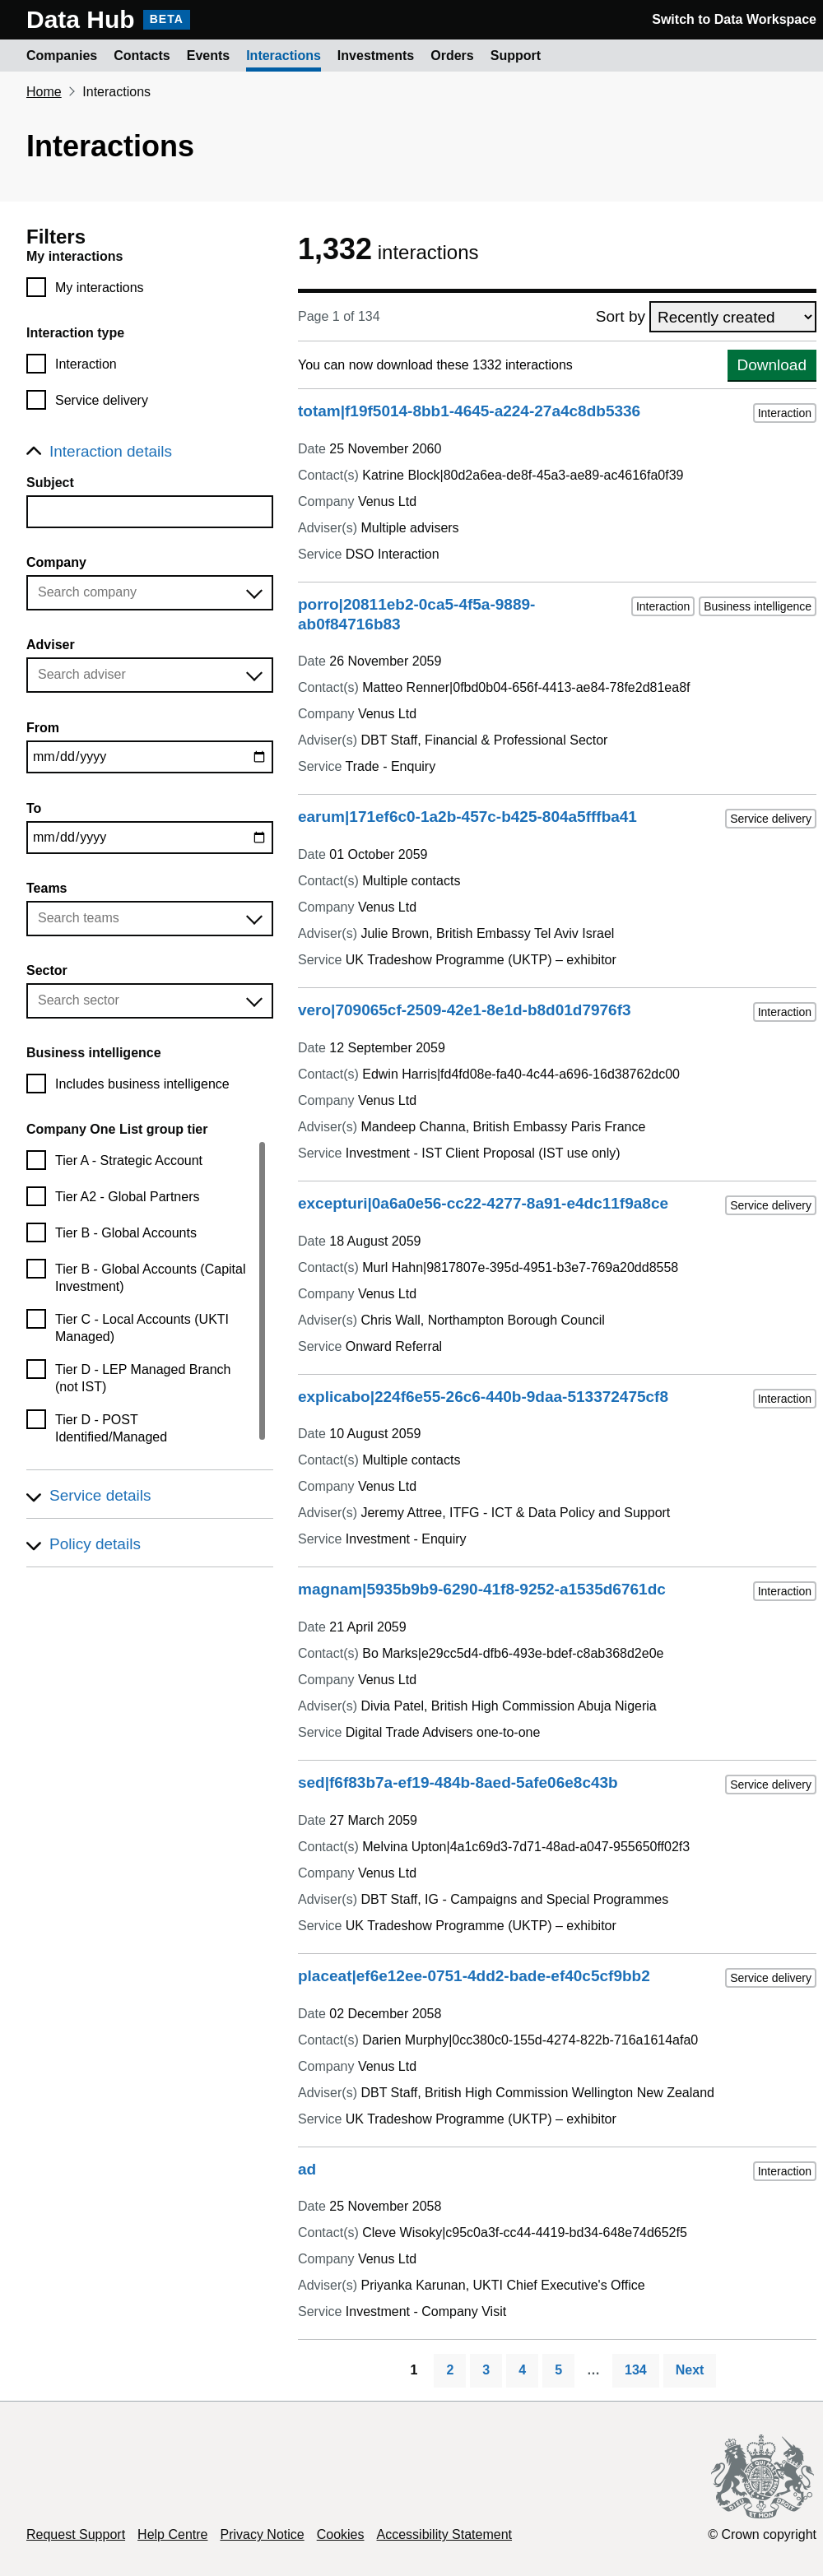 Data Hub BETA
Switch to Data Workspace
Companies Contacts Events Interactions Investments Orders Support
Home Interactions
Interactions
Filters
My interactions
My interactions
Interaction type
Interaction
Service delivery
Interaction details
Subject
Company
Search company
Adviser
Search adviser
From
mm/dd/yyyy
To
mm/dd/yyyy
Teams
Search teams
Sector
Search sector
Business intelligence
Includes business intelligence
Company One List group tier
Tier A - Strategic Account
Tier A2 - Global Partners
Tier B - Global Accounts
Tier B - Global Accounts (Capital
Investment)
Tier C - Local Accounts (UKTI
Managed)
Tier D - LEP Managed Branch
(not IST)
Tier D - POST
Identified/Managed
Service details
Policy details
1,332 interactions
Page 1 of 134
Sort by Recently created
You can now download these 1332 interactions
Download
totam|f19f5014-8bb1-4645-a224-27a4c8db5336
Interaction
Date 25 November 2060
Contact(s) Katrine Block|80d2a6ea-de8f-45a3-ae89-ac4616fa0f39
Company Venus Ltd
Adviser(s) Multiple advisers
Service DSO Interaction
porro|20811eb2-0ca5-4f5a-9889-
ab0f84716b83
Interaction Business intelligence
Date 26 November 2059
Contact(s) Matteo Renner|0fbd0b04-656f-4413-ae84-78fe2d81ea8f
Company Venus Ltd
Adviser(s) DBT Staff, Financial & Professional Sector
Service Trade - Enquiry
earum|171ef6c0-1a2b-457c-b425-804a5fffba41
Service delivery
Date 01 October 2059
Contact(s) Multiple contacts
Company Venus Ltd
Adviser(s) Julie Brown, British Embassy Tel Aviv Israel
Service UK Tradeshow Programme (UKTP) – exhibitor
vero|709065cf-2509-42e1-8e1d-b8d01d7976f3
Interaction
Date 12 September 2059
Contact(s) Edwin Harris|fd4fd08e-fa40-4c44-a696-16d38762dc00
Company Venus Ltd
Adviser(s) Mandeep Channa, British Embassy Paris France
Service Investment - IST Client Proposal (IST use only)
excepturi|0a6a0e56-cc22-4277-8a91-e4dc11f9a8ce
Service delivery
Date 18 August 2059
Contact(s) Murl Hahn|9817807e-395d-4951-b3e7-769a20dd8558
Company Venus Ltd
Adviser(s) Chris Wall, Northampton Borough Council
Service Onward Referral
explicabo|224f6e55-26c6-440b-9daa-513372475cf8
Interaction
Date 10 August 2059
Contact(s) Multiple contacts
Company Venus Ltd
Adviser(s) Jeremy Attree, ITFG - ICT & Data Policy and Support
Service Investment - Enquiry
magnam|5935b9b9-6290-41f8-9252-a1535d6761dc
Interaction
Date 21 April 2059
Contact(s) Bo Marks|e29cc5d4-dfb6-493e-bdef-c8ab368d2e0e
Company Venus Ltd
Adviser(s) Divia Patel, British High Commission Abuja Nigeria
Service Digital Trade Advisers one-to-one
sed|f6f83b7a-ef19-484b-8aed-5afe06e8c43b
Service delivery
Date 27 March 2059
Contact(s) Melvina Upton|4a1c69d3-7d71-48ad-a047-955650ff02f3
Company Venus Ltd
Adviser(s) DBT Staff, IG - Campaigns and Special Programmes
Service UK Tradeshow Programme (UKTP) – exhibitor
placeat|ef6e12ee-0751-4dd2-bade-ef40c5cf9bb2
Service delivery
Date 02 December 2058
Contact(s) Darien Murphy|0cc380c0-155d-4274-822b-716a1614afa0
Company Venus Ltd
Adviser(s) DBT Staff, British High Commission Wellington New Zealand
Service UK Tradeshow Programme (UKTP) – exhibitor
ad
Interaction
Date 25 November 2058
Contact(s) Cleve Wisoky|c95c0a3f-cc44-4419-bd34-648e74d652f5
Company Venus Ltd
Adviser(s) Priyanka Karunan, UKTI Chief Executive's Office
Service Investment - Company Visit
1 2 3 4 5 … 134 Next
Request Support Help Centre Privacy Notice Cookies Accessibility Statement
© Crown copyright